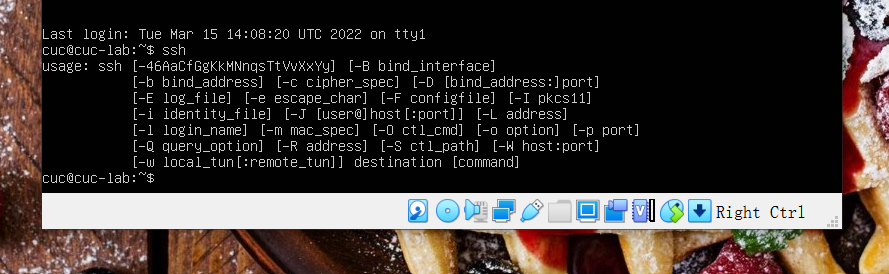 Last login: Tue Mar 15 14:08:20 UTC 2022 on tty1
cuc@cuc-lab:~$ ssh
usage: ssh [-46AaCfGgKkMNnqsTtVvXxYy] [-B bind_interface]
           [-b bind_address] [-c cipher_spec] [-D [bind_address:]port]
           [-E log_file] [-e escape_char] [-F configfile] [-I pkcs11]
           [-i identity_file] [-J [user@]host[:port]] [-L address]
           [-l login_name] [-m mac_spec] [-O ctl_cmd] [-o option] [-p port]
           [-Q query_option] [-R address] [-S ctl_path] [-W host:port]
           [-w local_tun[:remote_tun]] destination [command]
cuc@cuc-lab:~$
V
Right Ctrl